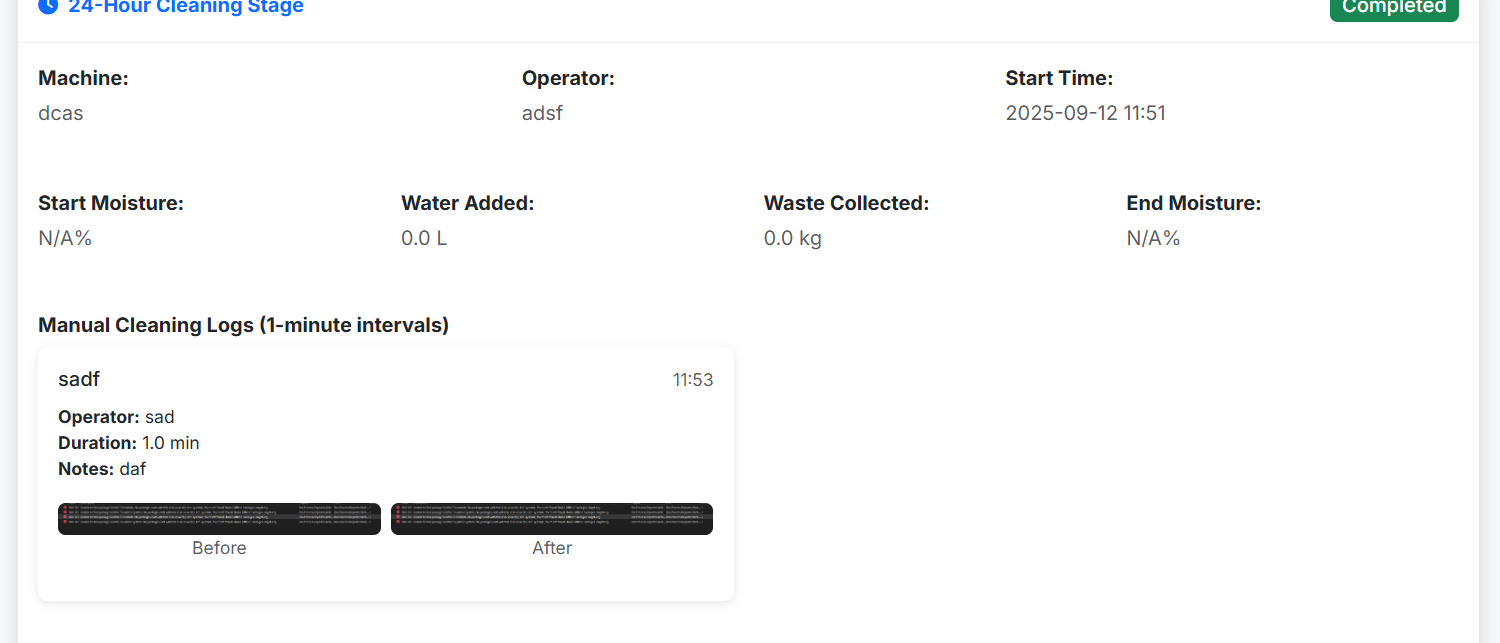 24-Hour Cleaning Stage
Completed
Machine:
dcas
Operator:
adsf
Start Time:
2025-09-12 11:51
Start Moisture:
N/A%
Water Added:
0.0 L
Waste Collected:
0.0 kg
End Moisture:
N/A%
Manual Cleaning Logs (1-minute intervals)
sadf
11:53
Operator: sad
Duration: 1.0 min
Notes: daf
Before
After